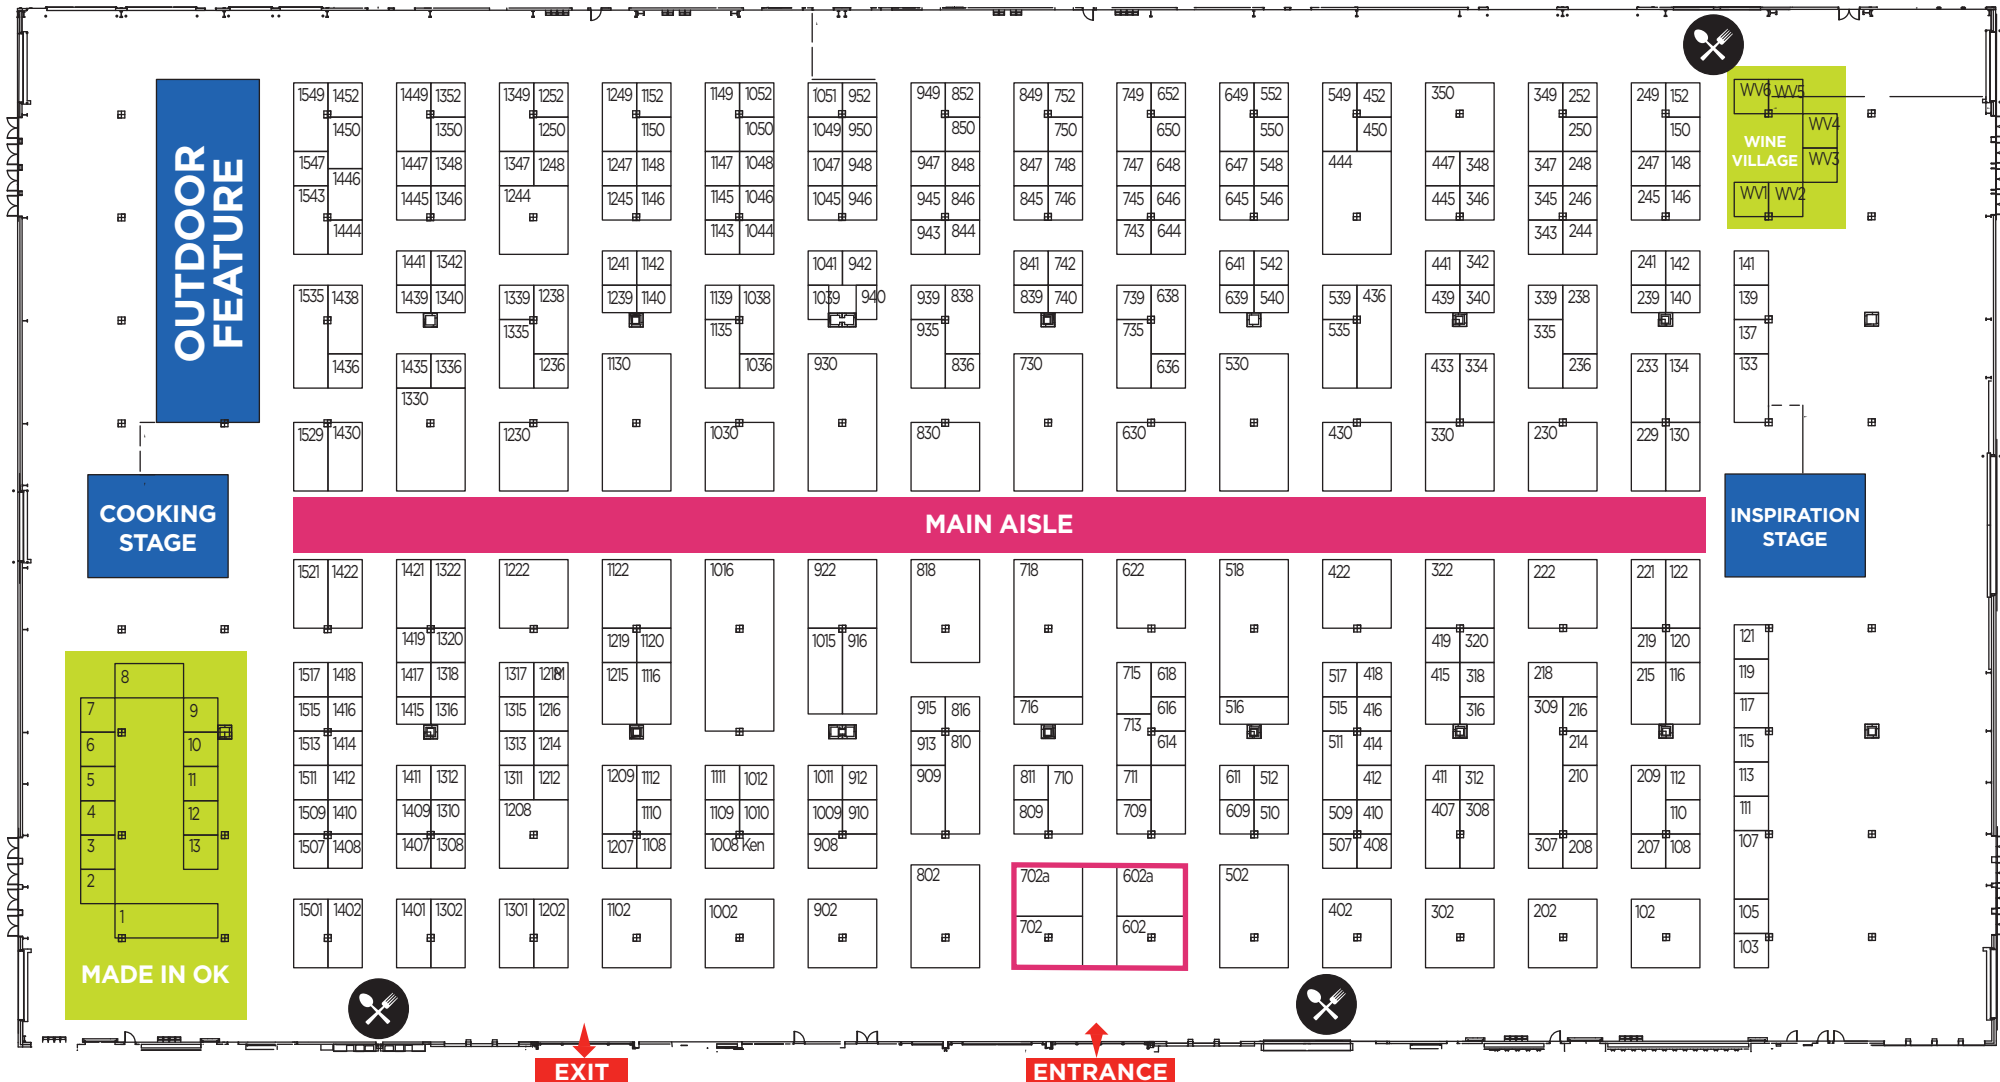 1549 1452 1449 1352 1349 1252 1249 1152 1149 1052 1051 952 949 852 849 752 749 652 649 552 549 452 350 349 252 249 152 WV6 WV5
1450 1350 1250 1150 1050 1049 950 850 750 650 550 450 250 150 WV4
WINE
VILLAGE
1547 1447 1348 1347 1248 1247 1148 1147 1048 1047 948 947 848 847 748 747 648 647 548 444 447 348 347 248 247 148 WV3
1446
1543 1445 1346 1244 1245 1146 1145 1046 1045 946 945 846 845 746 745 646 645 546 445 346 345 246 245 146 WV1 WV2
1444 1143 1044 943 844 743 644 343 244
OUTDOOR
FEATURE
1441 1342 1241 1142 1041 942 841 742 641 542 441 342 241 142 141
1535 1438 1439 1340 1339 1238 1239 1140 1139 1038 1039 940 939 838 839 740 739 638 639 540 539 436 439 340 339 238 239 140 139
1335 1135 935 735 535 335 137
1436 1435 1336 1236 1130 1036 930 836 730 636 530 433 334 236 233 134 133
1330
1529 1430 1230 1030 830 630 430 330 230 229 130
COOKING
STAGE
MAIN AISLE
INSPIRATION
STAGE
1521 1422 1421 1322 1222 1122 1016 922 818 718 622 518 422 322 222 221 122
1419 1320 1219 1120 1015 916 419 320 219 120 121
8 1517 1418 1417 1318 1317 1215 1116 715 618 517 418 415 318 218 215 116 119
7 9 1515 1416 1415 1316 1315 1216 915 816 716 616 516 515 416 316 309 216 117
713
6 10 1513 1414 1313 1214 913 810 614 511 414 214 115
5 11 1511 1412 1411 1312 1311 1212 1209 1112 1111 1012 1011 912 909 811 710 711 611 512 412 411 312 210 209 112 113
4 12 1509 1410 1409 1310 1208 1110 1109 1010 1009 910 809 709 609 510 509 410 407 308 110 111
3 13 1507 1408 1407 1308 1207 1108 1008 Ken 908 507 408 307 208 207 108 107
2 802 702a 602a 502
1 1501 1402 1401 1302 1301 1202 1102 1002 902 702 602 402 302 202 102 105
103
MADE IN OK
EXIT
ENTRANCE